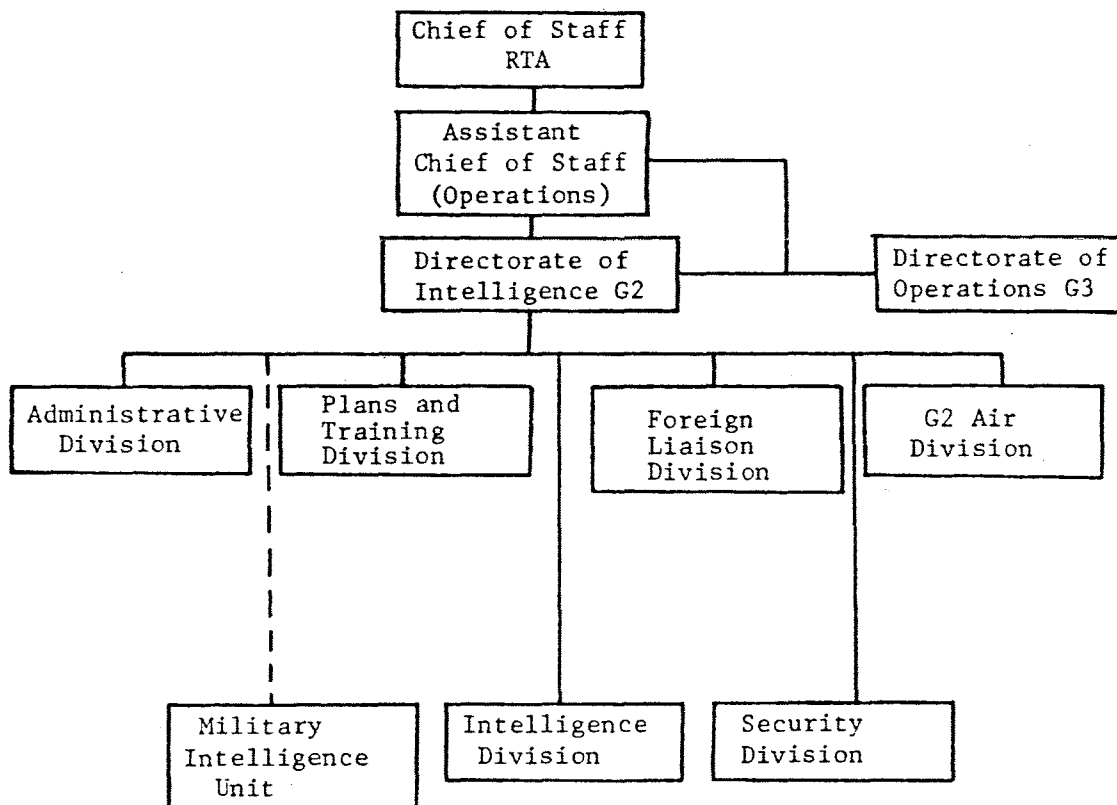 Chief of Staff
RTA
Assistant
Chief of Staff
(Operations)
Directorate of
Intelligence G2
Directorate of
Operations G3
Administrative
Division
Plans and
Training
Division
Foreign
Liaison
Division
G2 Air
Division
Military
Intelligence
Unit
Intelligence
Division
Security
Division